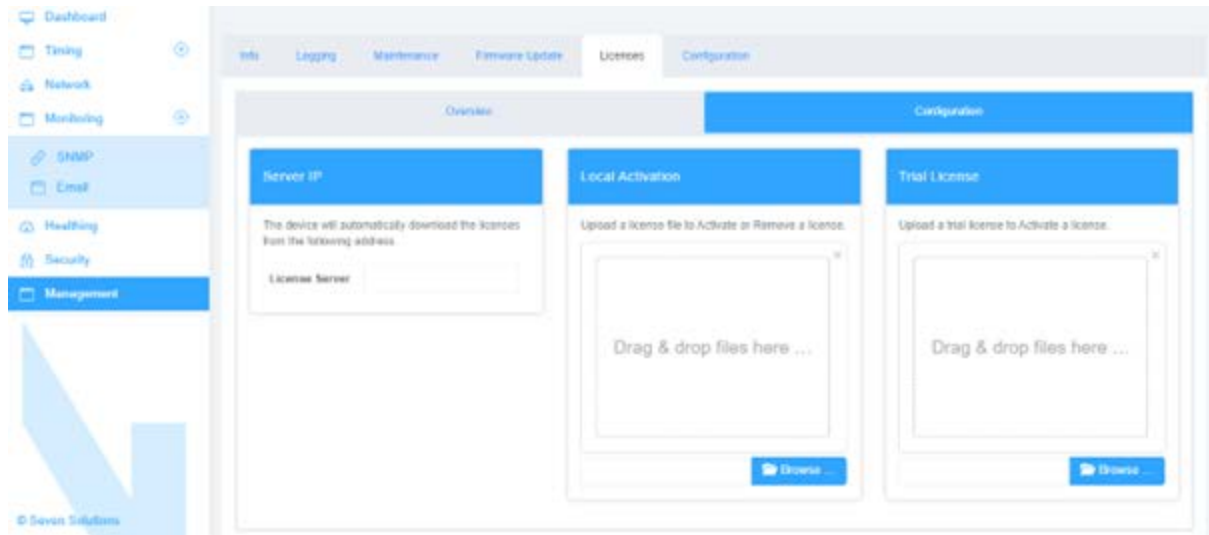 Dashboard
Timing
Network
Monitoring
SNMP
Email
Healthing
Security
Management
© Seven Solutions
Info Logging Maintenance Firmware Update Licenses Configuration
Overview Configuration
Server IP
The device will automatically download the licenses
from the following address.
License Server
Local Activation
Upload a license file to Activate or Remove a license.
Drag & drop files here ...
Browse ...
Trial License
Upload a trial license to Activate a license.
Drag & drop files here ...
Browse ...